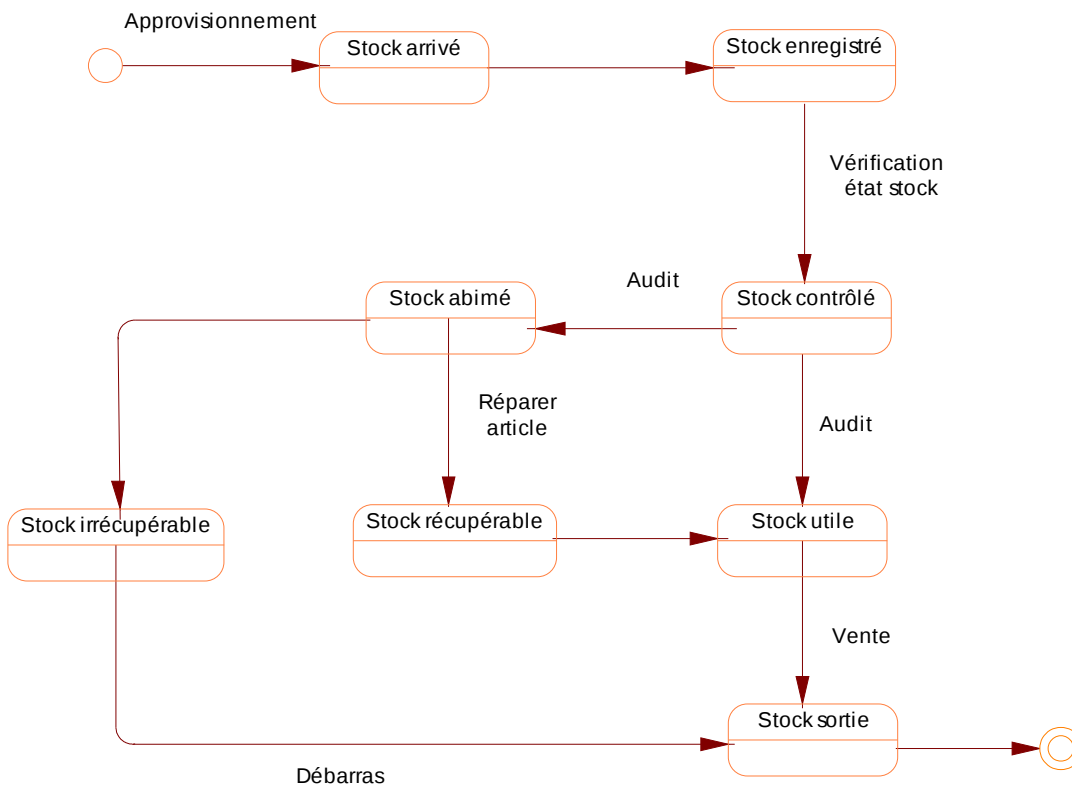 Approvisionnement
Stock arrivé
Stock enregistré
Vérification
état stock
Audit
Stock abimé
Stock contrôlé
Réparer
article
Audit
Stock irrécupérable
Stock récupérable
Stock utile
Vente
Stock sortie
Débarras